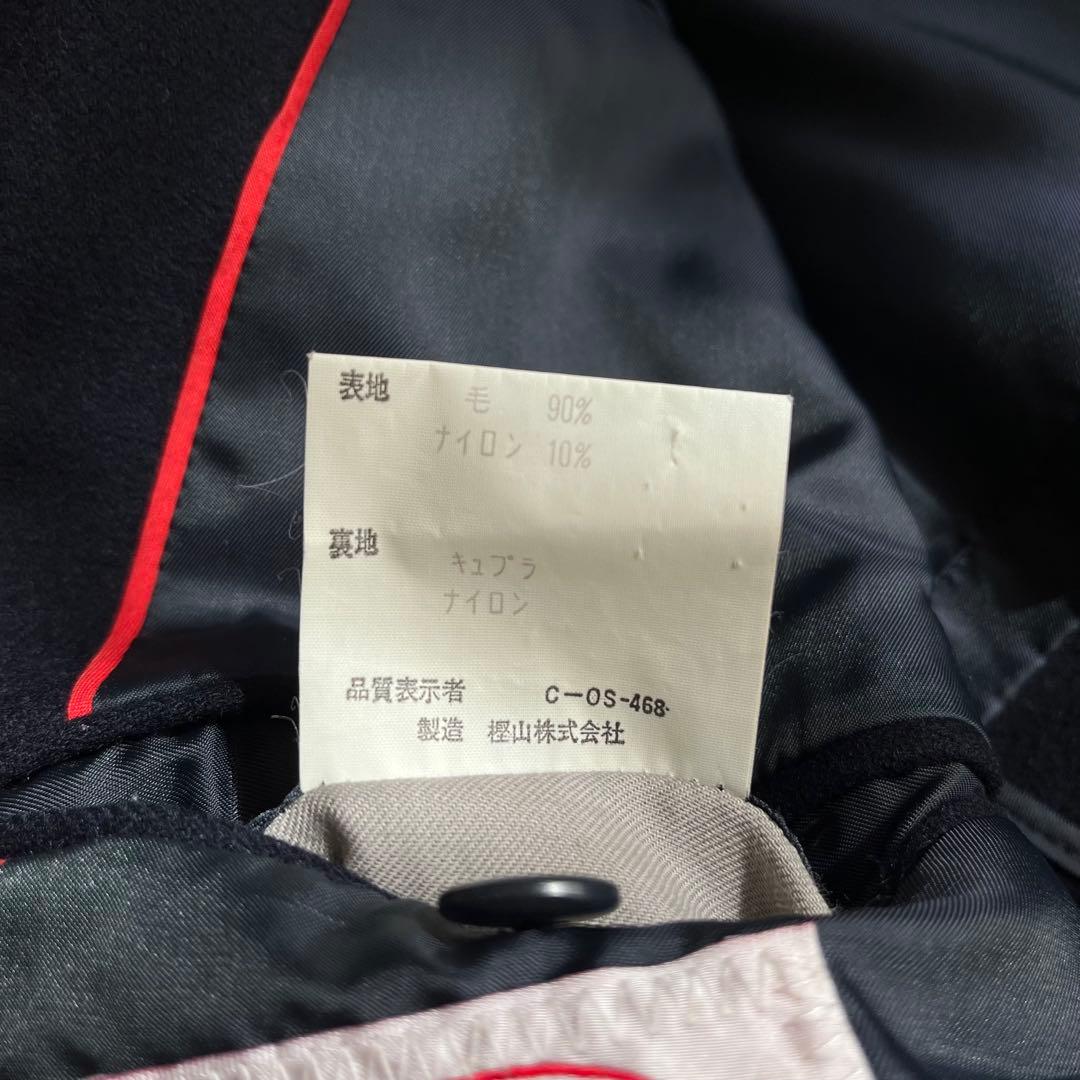 表地 毛 90%
ナイロン 10%
裏地 キュプラ
ナイロン
品質表示者 C-OS-468
製造 樫山株式会社